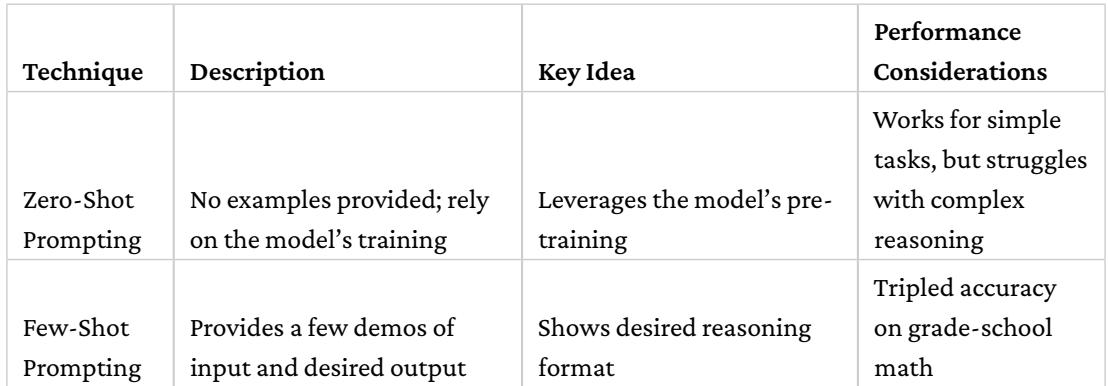 Technique Description Key Idea Performance
Considerations
Zero-Shot
Prompting
No examples provided; rely
on the model’s training
Leverages the model’s pre-
training
Works for simple
tasks, but struggles
with complex
reasoning
Few-Shot
Prompting
Provides a few demos of
input and desired output
Shows desired reasoning
format
Tripled accuracy
on grade-school
math